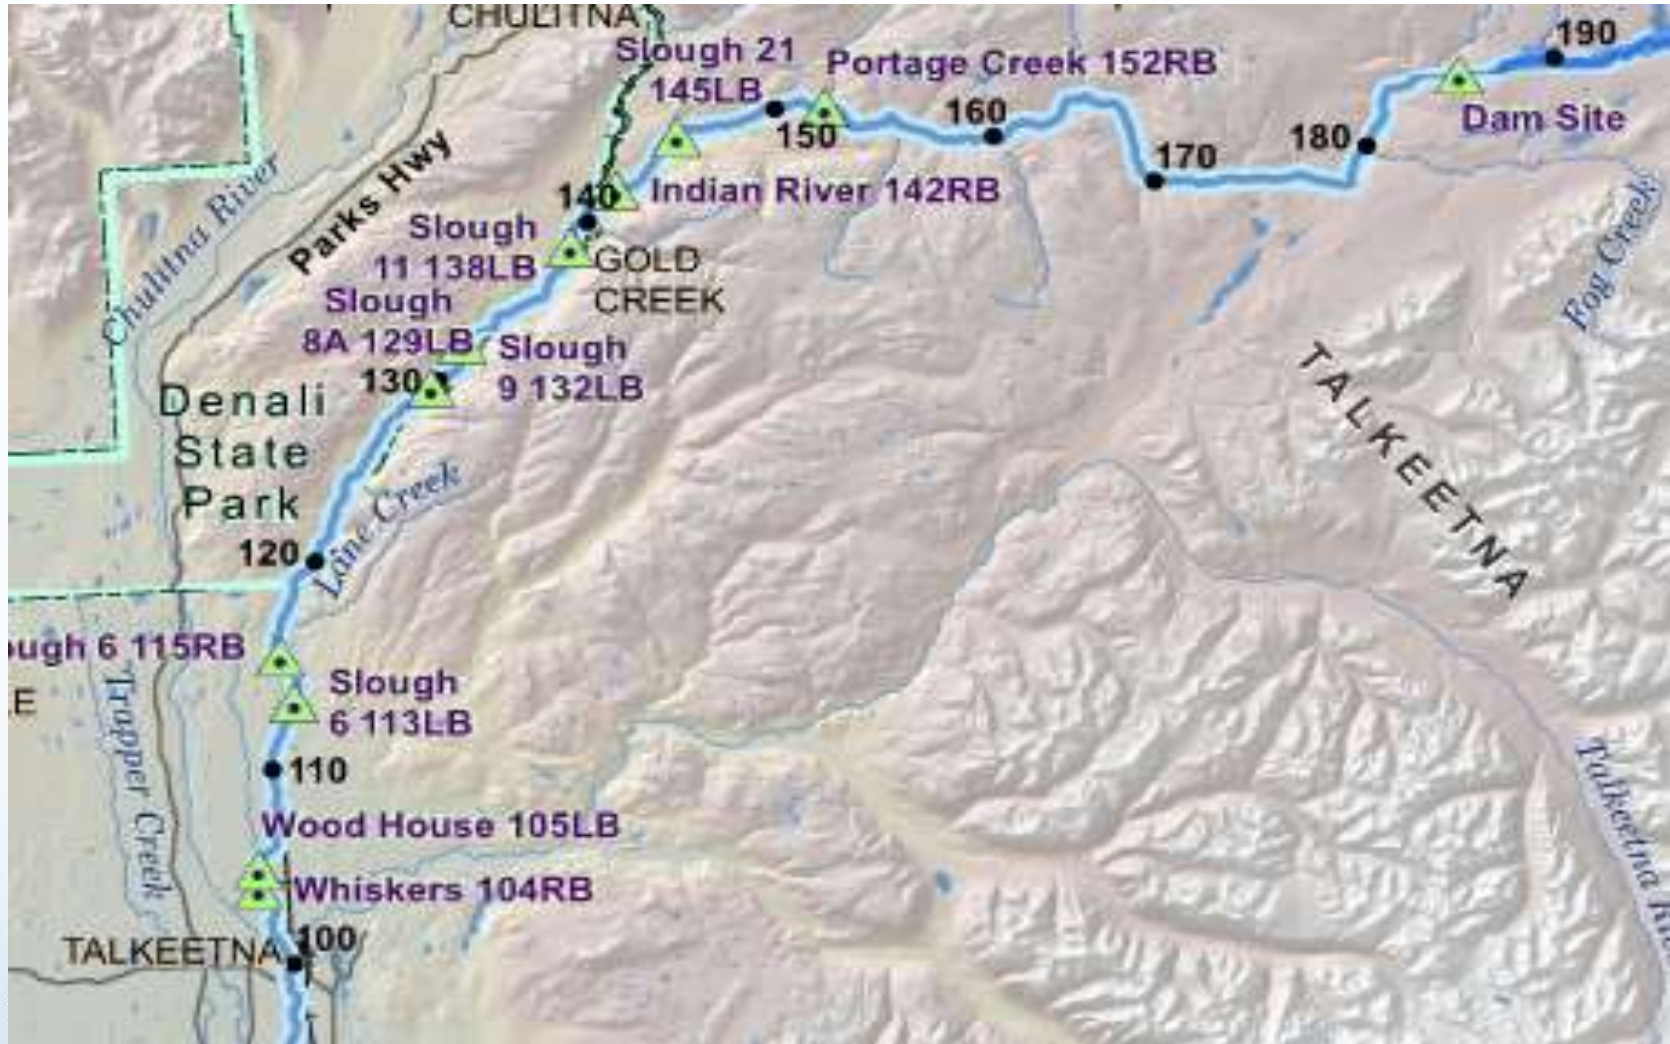 CHULITNA
Slough 21
145LB
Portage Creek 152RB
190
Dam Site
160
150
180
170
Indian River 142RB
140
Chulitna River
Parks Hwy
Slough
11 138LB
GOLD
CREEK
Slough
8A 129LB
Slough
9 132LB
130
Fog Creek
TALKEETNA
Denali
State
Park
Lane Creek
120
6 115RB
Slough
6 113LB
Trapper Creek
110
Talkeetna
Wood House 105LB
Whiskers 104RB
TALKEETNA
100